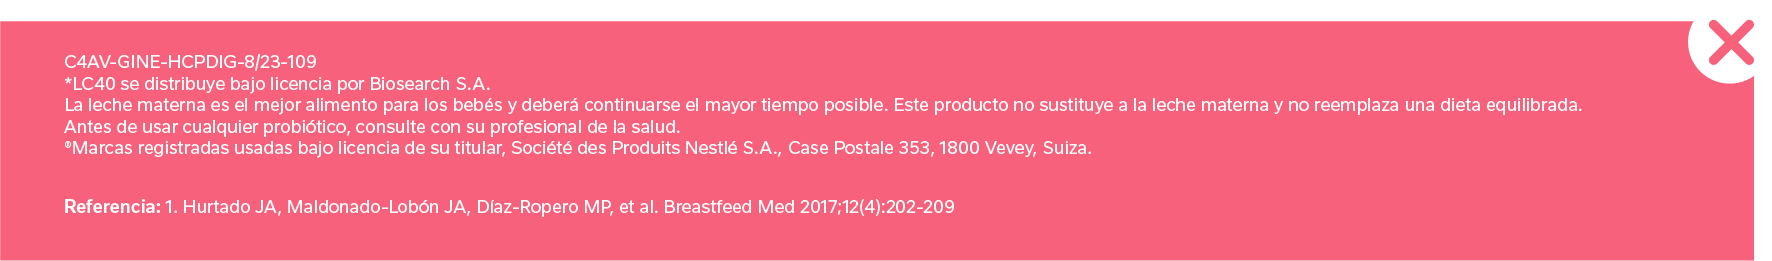 C4AV-GINE-HCPDIG-8/23-109
*LC40 se distribuye bajo licencia por Biosearch S.A.
La leche materna es el mejor alimento para los bebés y deberá continuarse el mayor tiempo posible. Este producto no sustituye a la leche materna y no reemplaza una dieta equilibrada.
Antes de usar cualquier probiótico, consulte con su profesional de la salud.
®Marcas registradas usadas bajo licencia de su titular, Société des Produits Nestlé S.A., Case Postale 353, 1800 Vevey, Suiza.
Referencia: 1. Hurtado JA, Maldonado-Lobón JA, Díaz-Ropero MP, et al. Breastfeed Med 2017;12(4):202-209